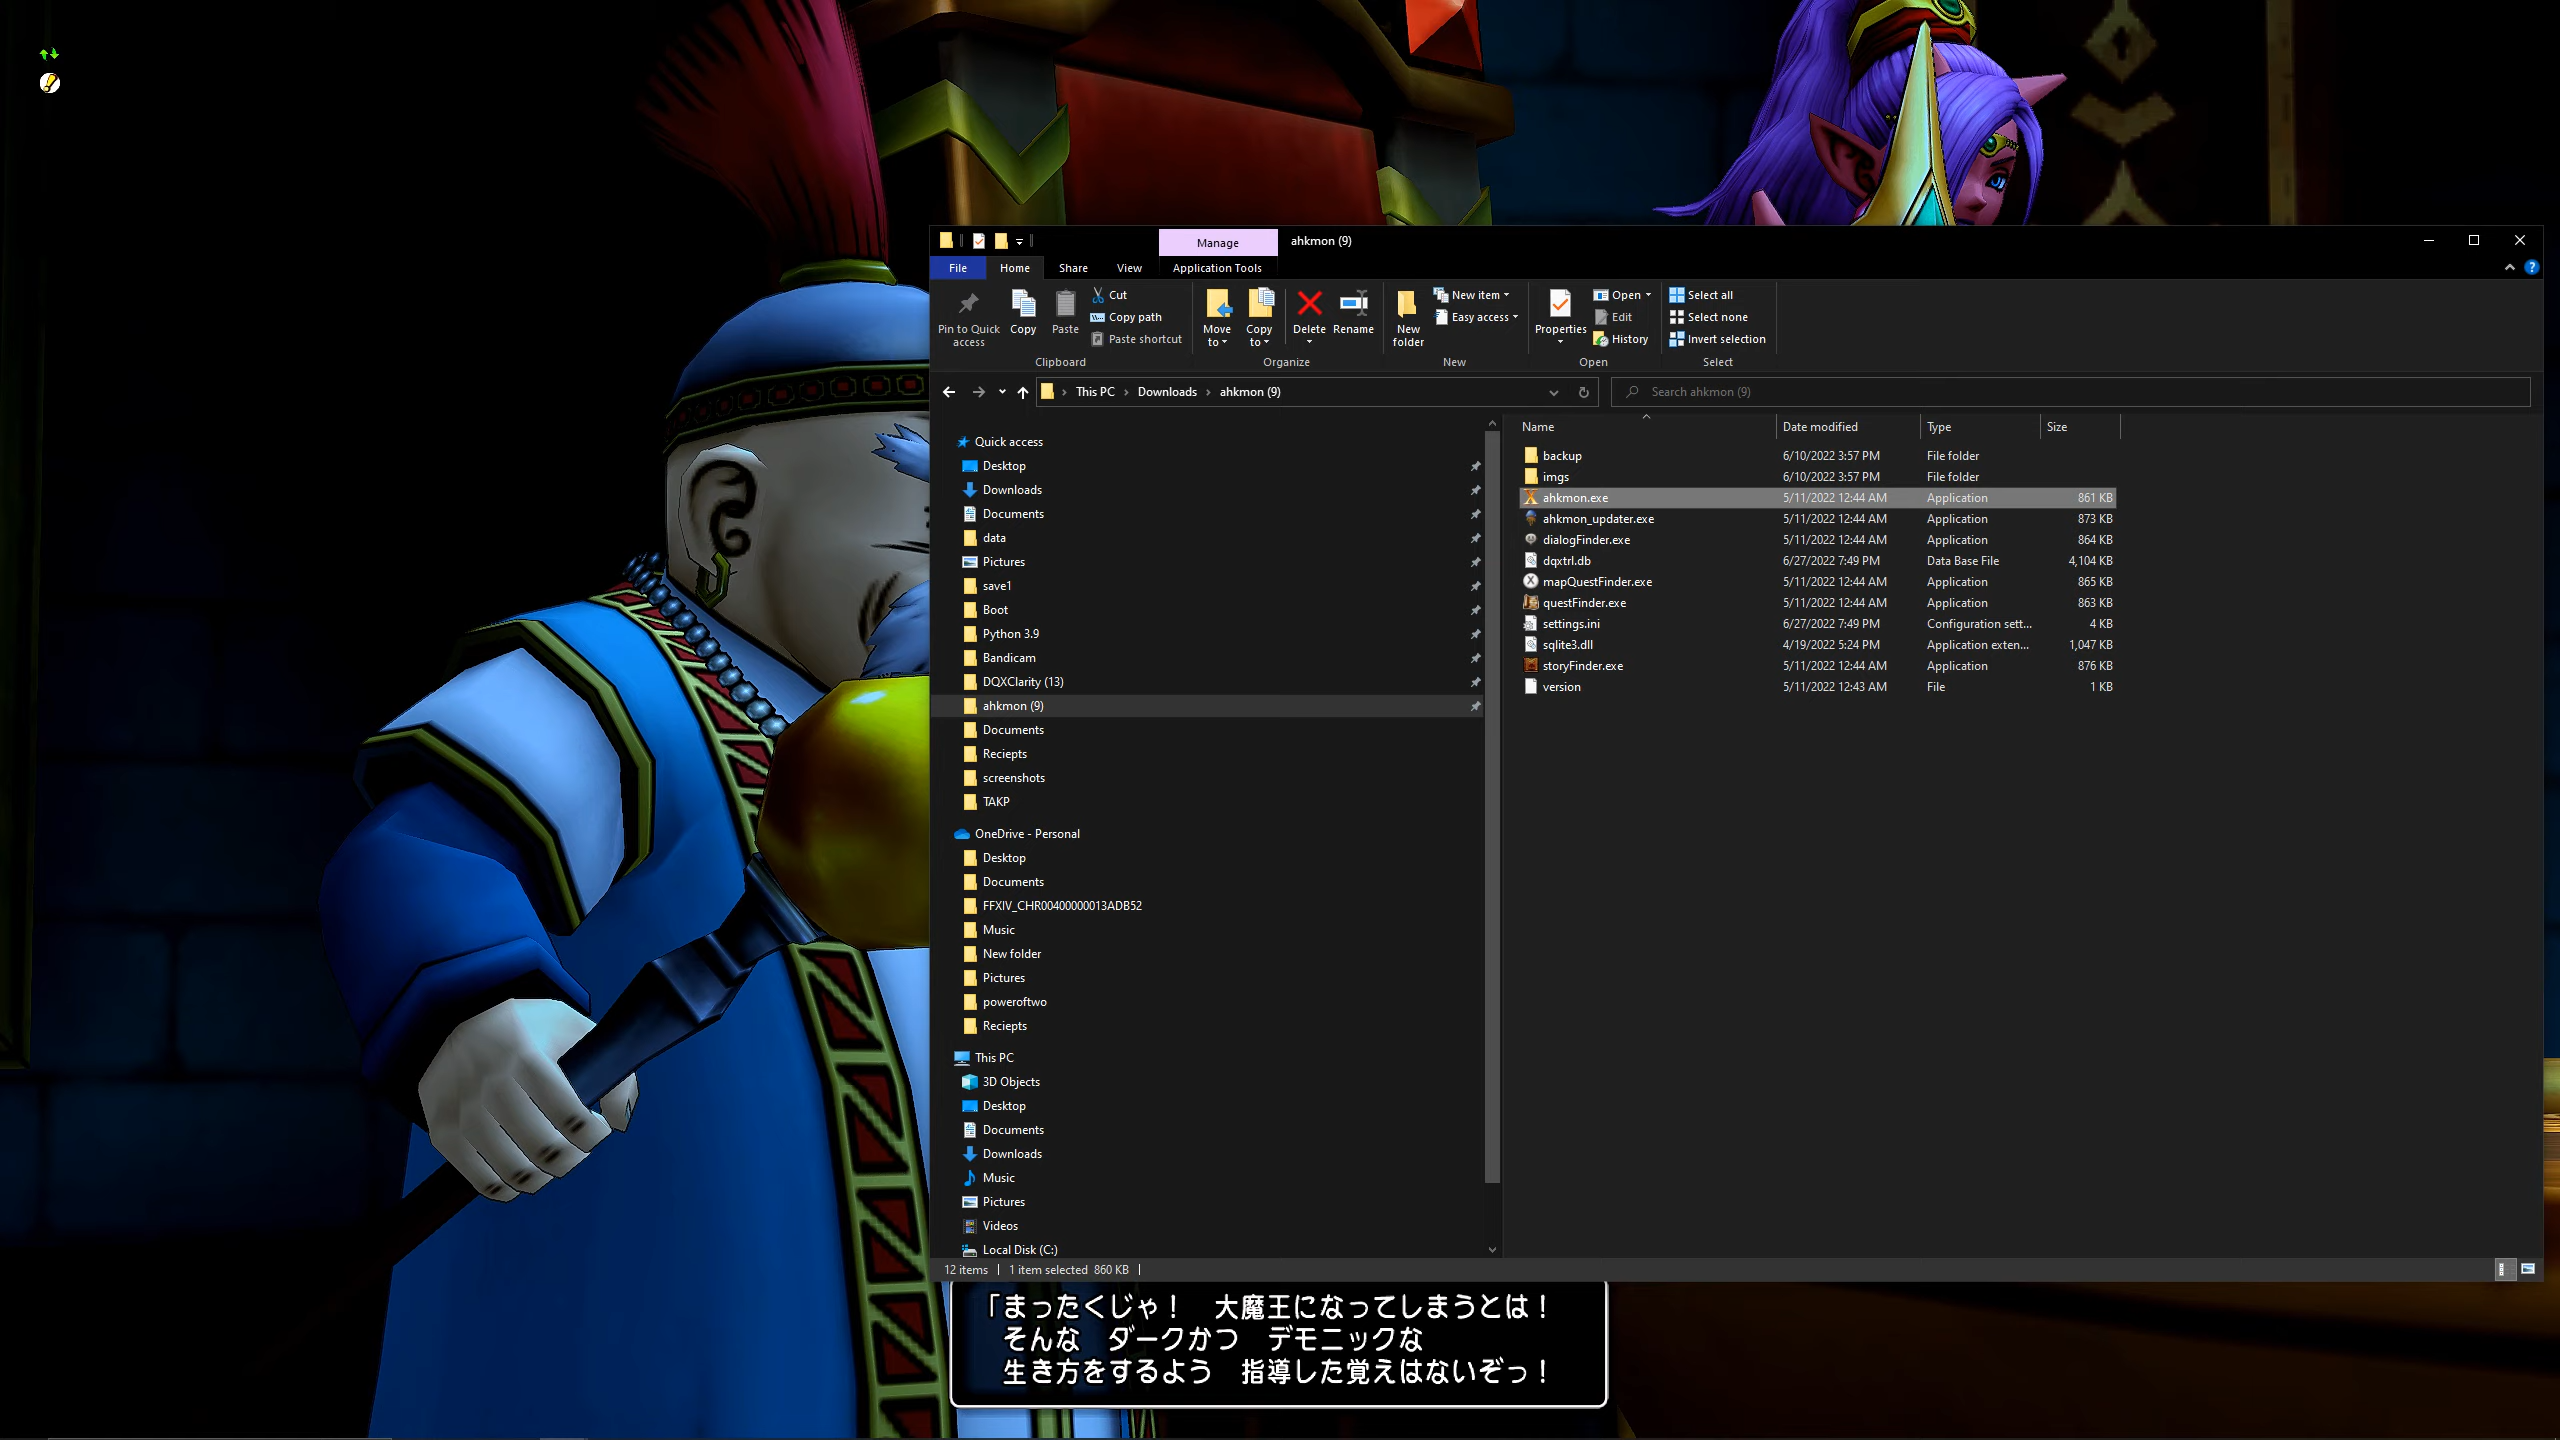 Manage
ahkmon (9)
File
Home
Share
View
Application Tools
Pin to Quick access
Copy
Paste
Cut
Copy path
Paste shortcut
Clipboard
Move to
Copy to
Delete
Rename
Organize
New folder
New item
Easy access
New
Properties
Open
Edit
History
Open
Select all
Select none
Invert selection
Select
This PC
Downloads
ahkmon (9)
Search ahkmon (9)
Quick access
Desktop
Downloads
Documents
data
Pictures
save1
Boot
Python 3.9
Bandicam
DQXClarity (13)
ahkmon (9)
Documents
Reciepts
screenshots
TAKP
OneDrive - Personal
Desktop
Documents
FFXIV_CHR00400000013ADB52
Music
New folder
Pictures
poweroftwo
Reciepts
This PC
3D Objects
Desktop
Documents
Downloads
Music
Pictures
Videos
Local Disk (C:)
Name Date modified Type Size
backup 6/10/2022 3:57 PM File folder
imgs 6/10/2022 3:57 PM File folder
ahkmon.exe 5/11/2022 12:44 AM Application 861 KB
ahkmon_updater.exe 5/11/2022 12:44 AM Application 873 KB
dialogFinder.exe 5/11/2022 12:44 AM Application 864 KB
dqxtrl.db 6/27/2022 7:49 PM Data Base File 4,104 KB
mapQuestFinder.exe 5/11/2022 12:44 AM Application 865 KB
questFinder.exe 5/11/2022 12:44 AM Application 863 KB
settings.ini 6/27/2022 7:49 PM Configuration sett... 4 KB
sqlite3.dll 4/19/2022 5:24 PM Application exten... 1,047 KB
storyFinder.exe 5/11/2022 12:44 AM Application 876 KB
version 5/11/2022 12:43 AM File 1 KB
12 items 1 item selected 860 KB
「まったくじゃ！　大魔王になってしまうとは！
そんな　ダークかつ　デモニックな
生き方をするよう　指導した覚えはないぞっ！